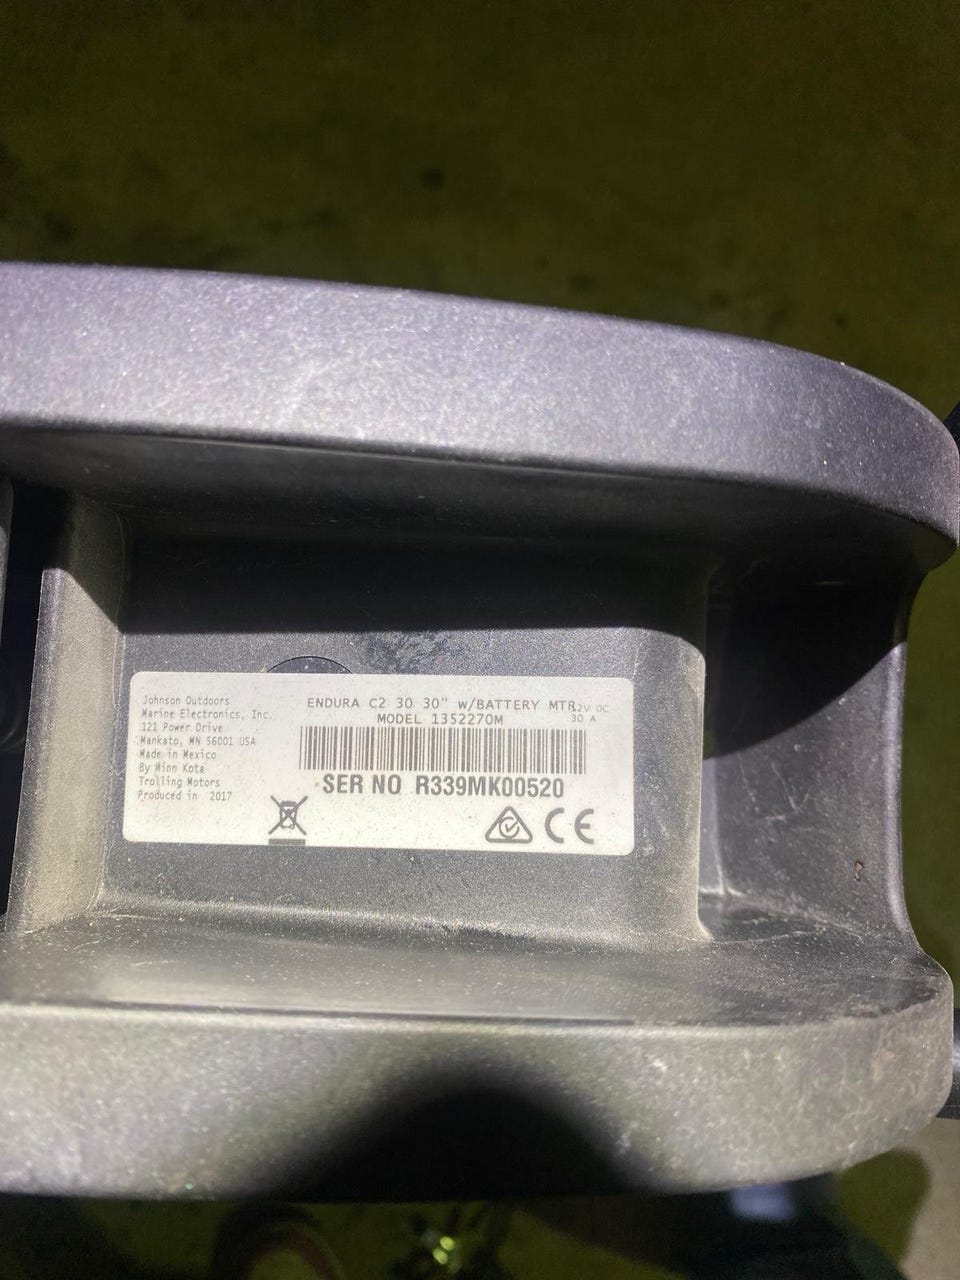 Johnson Outdoors
Marine Electronics, Inc.
121 Power Drive
Mankato, MN 56001 USA
Made in Mexico
By Minn Kota
Trolling Motors
Produced in 2017
ENDURA C2 30 30" W/BATTERY MTR
12V DC
MODEL 1352270M
30 A
SER NO R339MK00520
CE